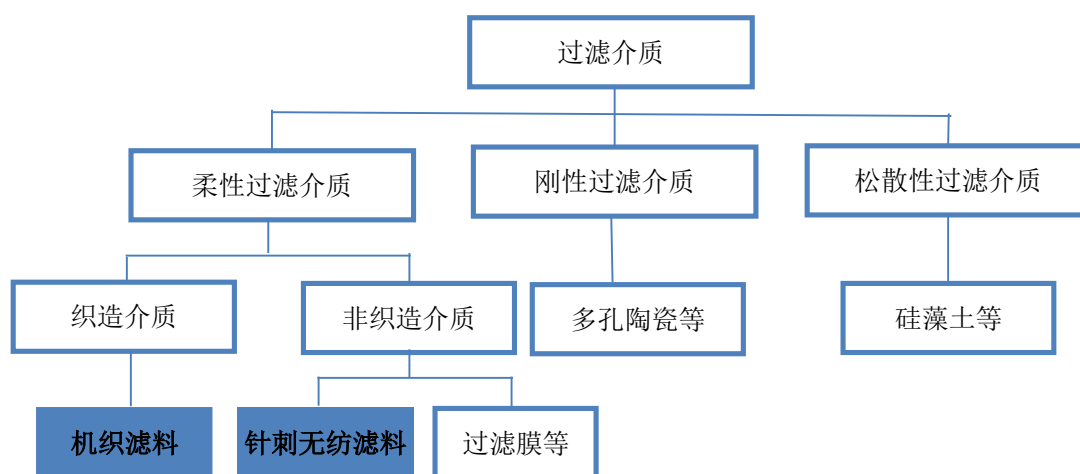 过滤介质
柔性过滤介质
刚性过滤介质
松散性过滤介质
织造介质
非织造介质
多孔陶瓷等
硅藻土等
机织滤料
针刺无纺滤料
过滤膜等